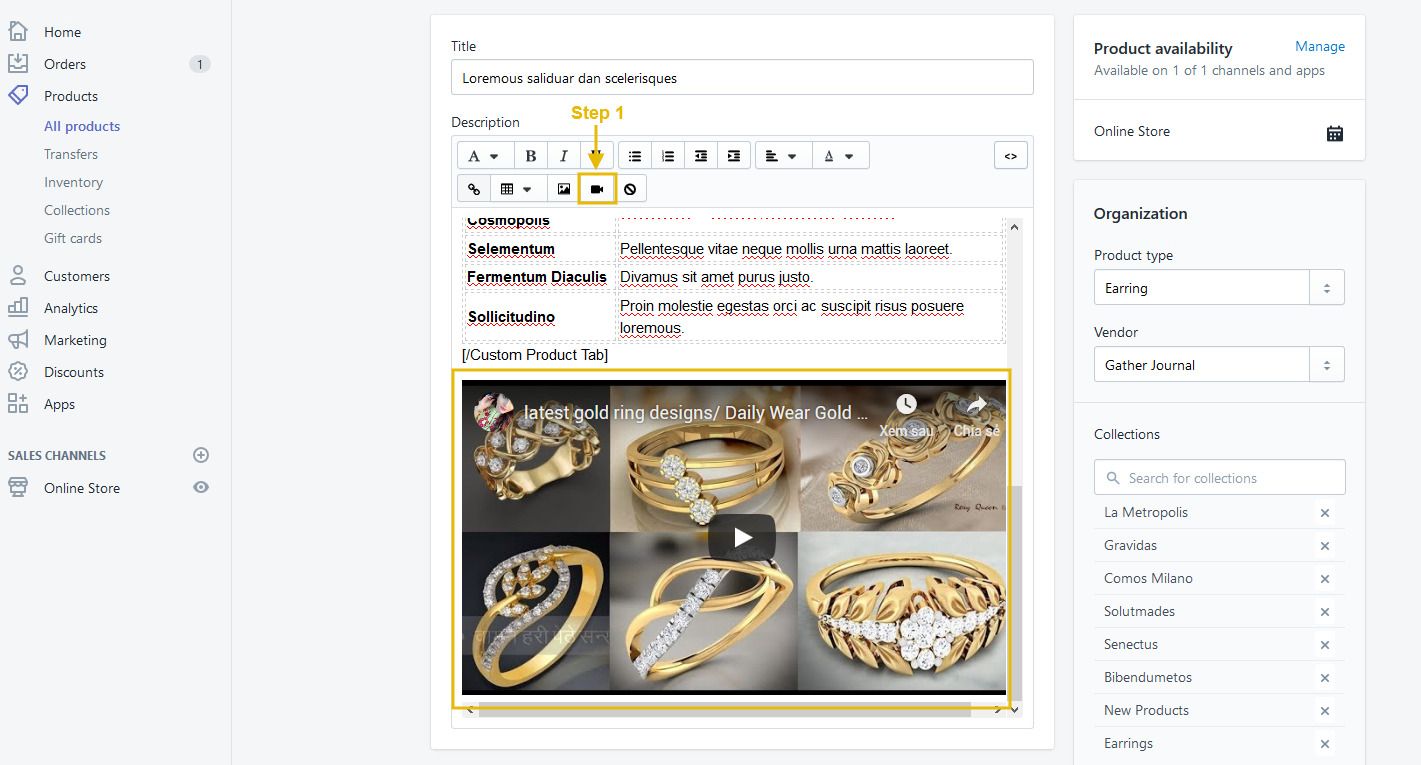 Home
Orders 1
Products
All products
Transfers
Inventory
Collections
Gift cards
Customers
Analytics
Marketing
Discounts
Apps
SALES CHANNELS
Online Store
Title
Loremous saliduar dan scelerisques
Description
Step 1
A B I
A
<>
Cosmopolis
Selementum Pellentesque vitae neque mollis urna mattis laoreet.
Fermentum Diaculis Divamus sit amet purus justo.
Sollicitudino Proin molestie egestas orci ac suscipit risus posuere
loremous.
[/Custom Product Tab]
latest gold ring designs/ Daily Wear Gold ...
Xem sau Chia sẻ
Rosy Queen
Product availability Manage
Available on 1 of 1 channels and apps
Online Store
Organization
Product type
Earring
Vendor
Gather Journal
Collections
Search for collections
La Metropolis
Gravidas
Comos Milano
Solutmades
Senectus
Bibendumetos
New Products
Earrings